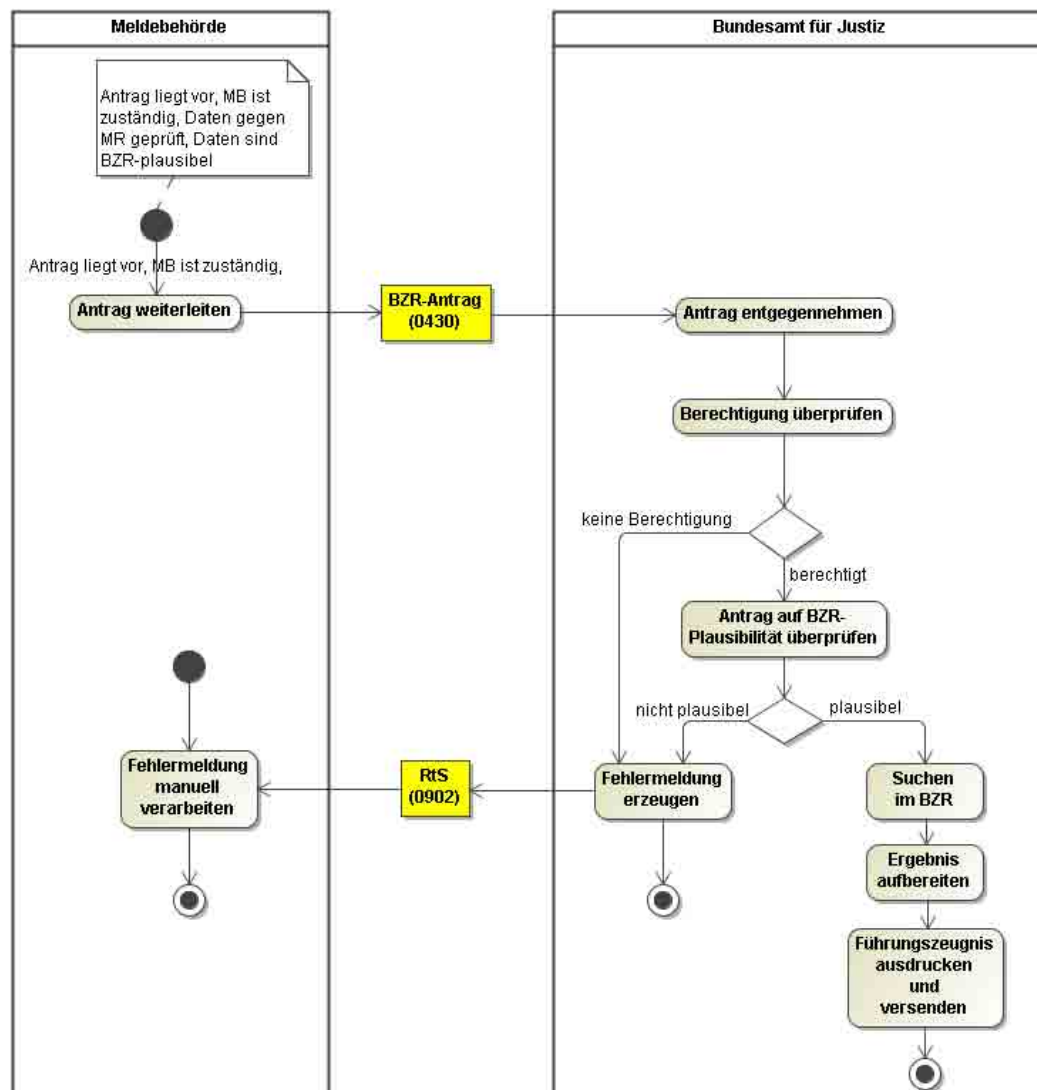 Meldebehörde
Bundesamt für Justiz
Antrag liegt vor, MB ist
zuständig, Daten gegen
MR geprüft, Daten sind
BZR-plausibel
Antrag liegt vor, MB ist zuständig,
Antrag weiterleiten
BZR-Antrag
(0430)
Antrag entgegennehmen
Berechtigung überprüfen
keine Berechtigung
berechtigt
Antrag auf BZR-
Plausibilität überprüfen
nicht plausibel
plausibel
Fehlermeldung
manuell
verarbeiten
RtS
(0902)
Fehlermeldung
erzeugen
Suchen
im BZR
Ergebnis
aufbereiten
Führungszeugnis
ausdrucken
und
versenden